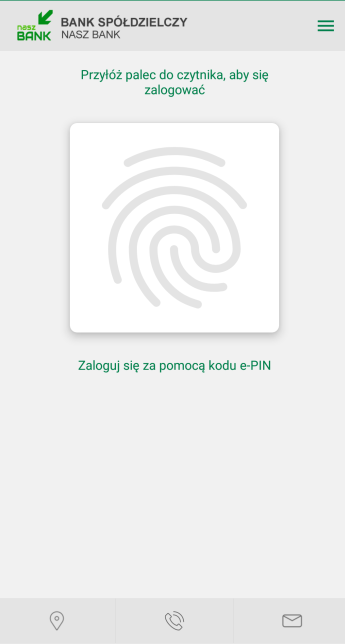 nasz
BANK
BANK SPÓŁDZIELCZY
NASZ BANK
Przyłóż palec do czytnika, aby się
zalogować
Zaloguj się za pomocą kodu e-PIN